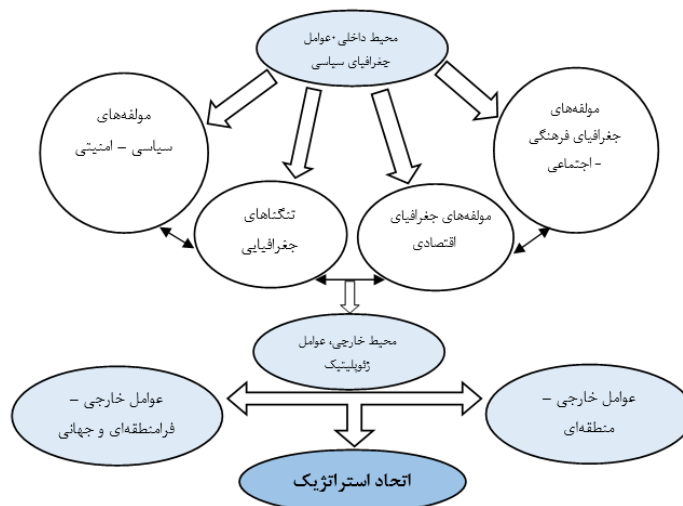 محیط داخلی؛ عوامل
جغرافیای سیاسی
مولفه‌های
جغرافیای فرهنگی
- اجتماعی
مولفه‌های
سیاسی – امنیتی
مولفه‌های جغرافیای
اقتصادی
تنگناهای
جغرافیایی
محیط خارجی، عوامل
ژئوپلیتیک
عوامل خارجی –
منطقه‌ای
عوامل خارجی –
فرامنطقه‌ای و جهانی
اتحاد استراتژیک